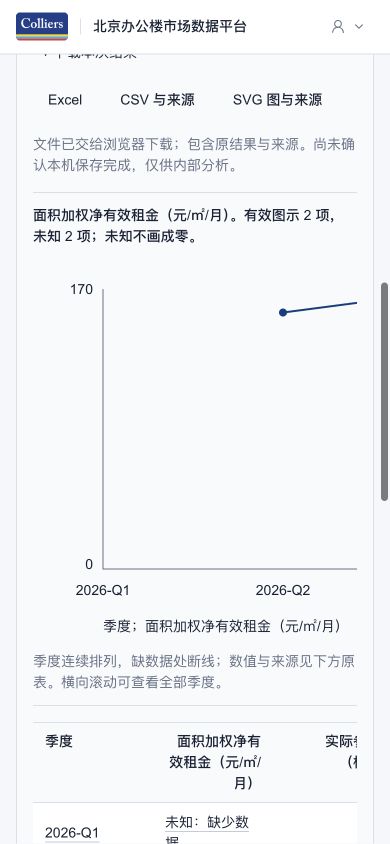 Colliers
北京办公楼市场数据平台
Excel
CSV 与来源
SVG 图与来源
文件已交给浏览器下载；包含原结果与来源。尚未确
认本机保存完成，仅供内部分析。
面积加权净有效租金（元/㎡/月）。有效图示 2 项，
未知 2 项；未知不画成零。
170
0
2026-Q1
2026-Q2
季度；面积加权净有效租金（元/㎡/月）
季度连续排列，缺数据处断线；数值与来源见下方原
表。横向滚动可查看全部季度。
季度
面积加权净有
效租金（元/㎡/
月）
实际
2026-Q1
未知：缺少数